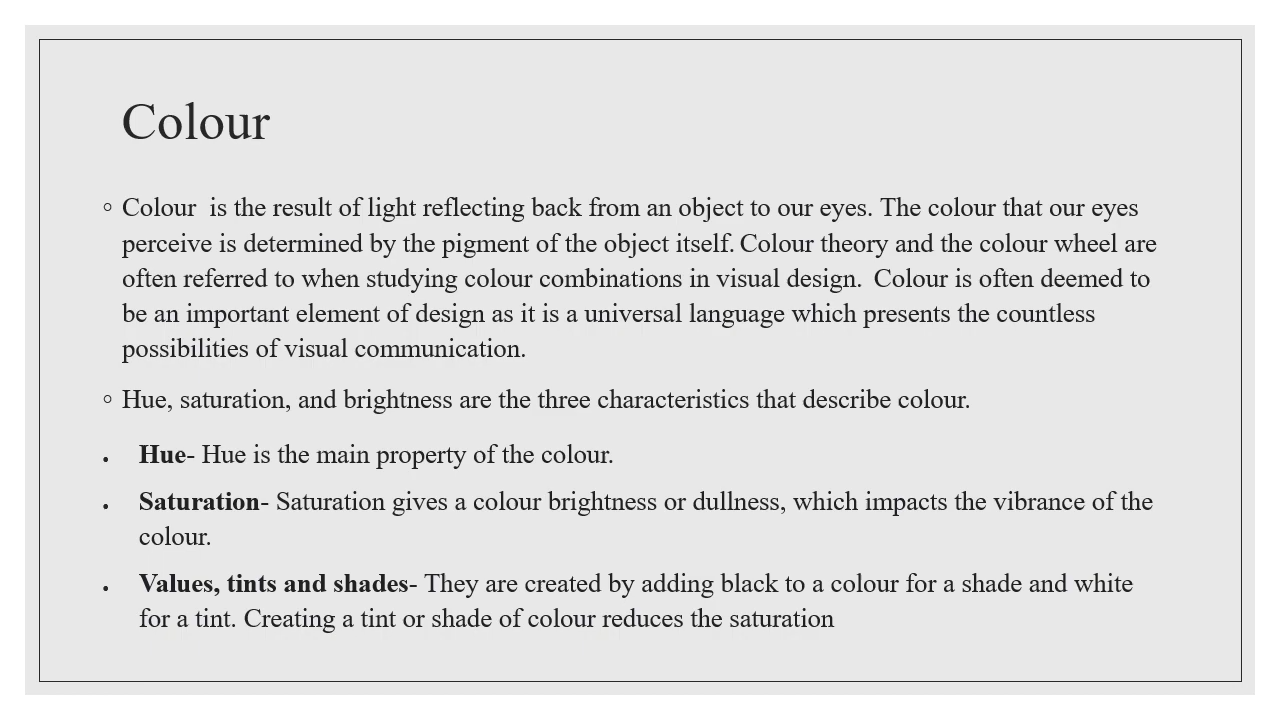 Colour
◦ Colour  is the result of light reflecting back from an object to our eyes. The colour that our eyes
perceive is determined by the pigment of the object itself. Colour theory and the colour wheel are
often referred to when studying colour combinations in visual design.  Colour is often deemed to
be an important element of design as it is a universal language which presents the countless
possibilities of visual communication.
◦ Hue, saturation, and brightness are the three characteristics that describe colour.
• Hue- Hue is the main property of the colour.
• Saturation- Saturation gives a colour brightness or dullness, which impacts the vibrance of the
colour.
• Values, tints and shades- They are created by adding black to a colour for a shade and white
for a tint. Creating a tint or shade of colour reduces the saturation